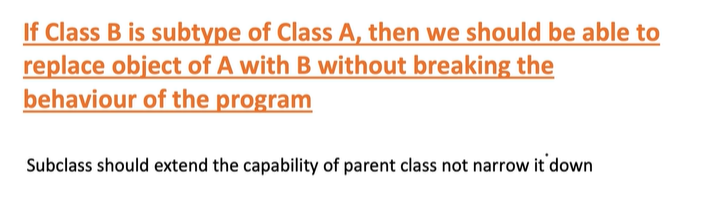 If Class B is subtype of Class A, then we should be able to
replace object of A with B without breaking the
behaviour of the program
Subclass should extend the capability of parent class not narrow it down